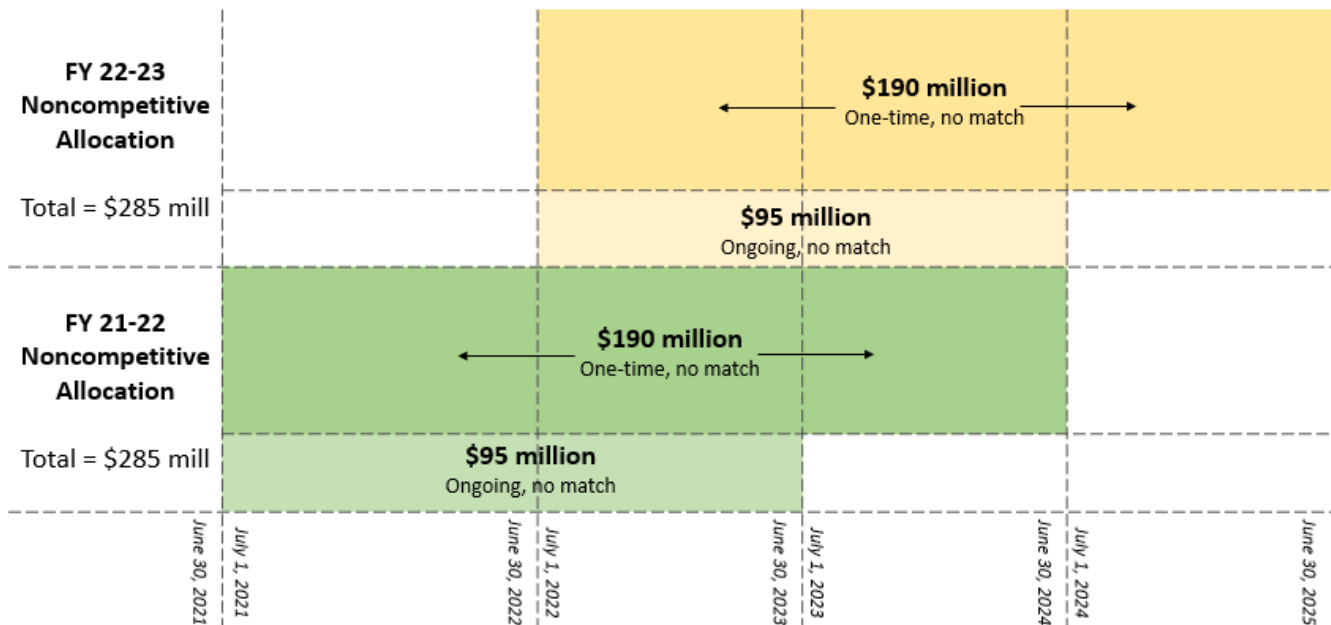 FY 22-23
Noncompetitive
Allocation
Total = $285 mill
$190 million
One-time, no match
$95 million
Ongoing, no match
FY 21-22
Noncompetitive
Allocation
Total = $285 mill
$190 million
One-time, no match
$95 million
Ongoing, no match
June 30, 2021
July 1, 2021
June 30, 2022
July 1, 2022
June 30, 2023
July 1, 2023
June 30, 2024
July 1, 2024
June 30, 2025